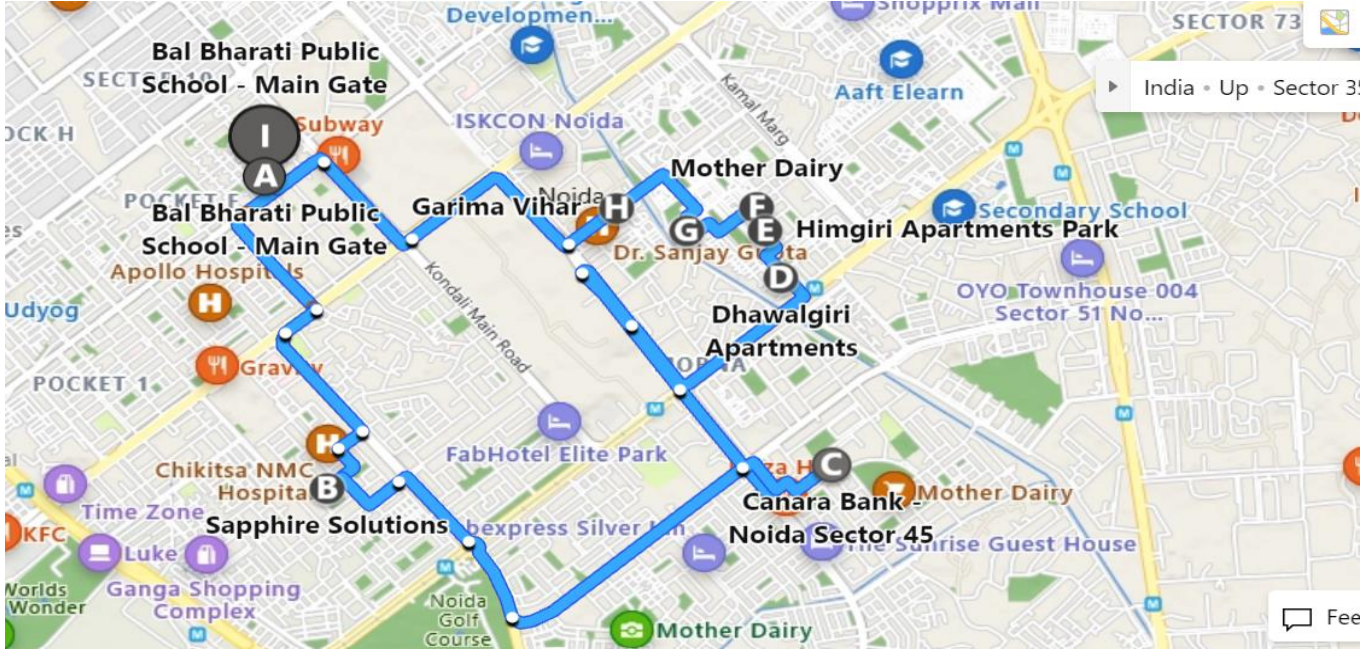 Developmen...
Shopprix Mall
SECTOR 73
Bal Bharati Public
School - Main Gate
India • Up • Sector 35
Aaft Elearn
Kamal Marg
OCK H
I
Subway
ISKCON Noida
A
Mother Dairy
POCKET E
Noida
Garima Vihar
H
F
Bal Bharati Public
School - Main Gate
G
E
Secondary School
Himgiri Apartments Park
Dr. Sanjay Gupta
Apollo Hospitals
H
D
Kondali Main Road
OYO Townhouse 004
Sector 51 No...
Udyog
Dhawalgiri
Apartments
M
POCKET 1
FabHotel Elite Park
H
Chikitsa NMC
Hospital
B
C
Mother Dairy
Canara Bank -
Noida Sector 45
Time Zone
Sapphire Solutions
KFC
Luke
The Sunrise Guest House
Ganga Shopping
Complex
Worlds
Wonder
Noida
Golf
Course
Mother Dairy
Fee